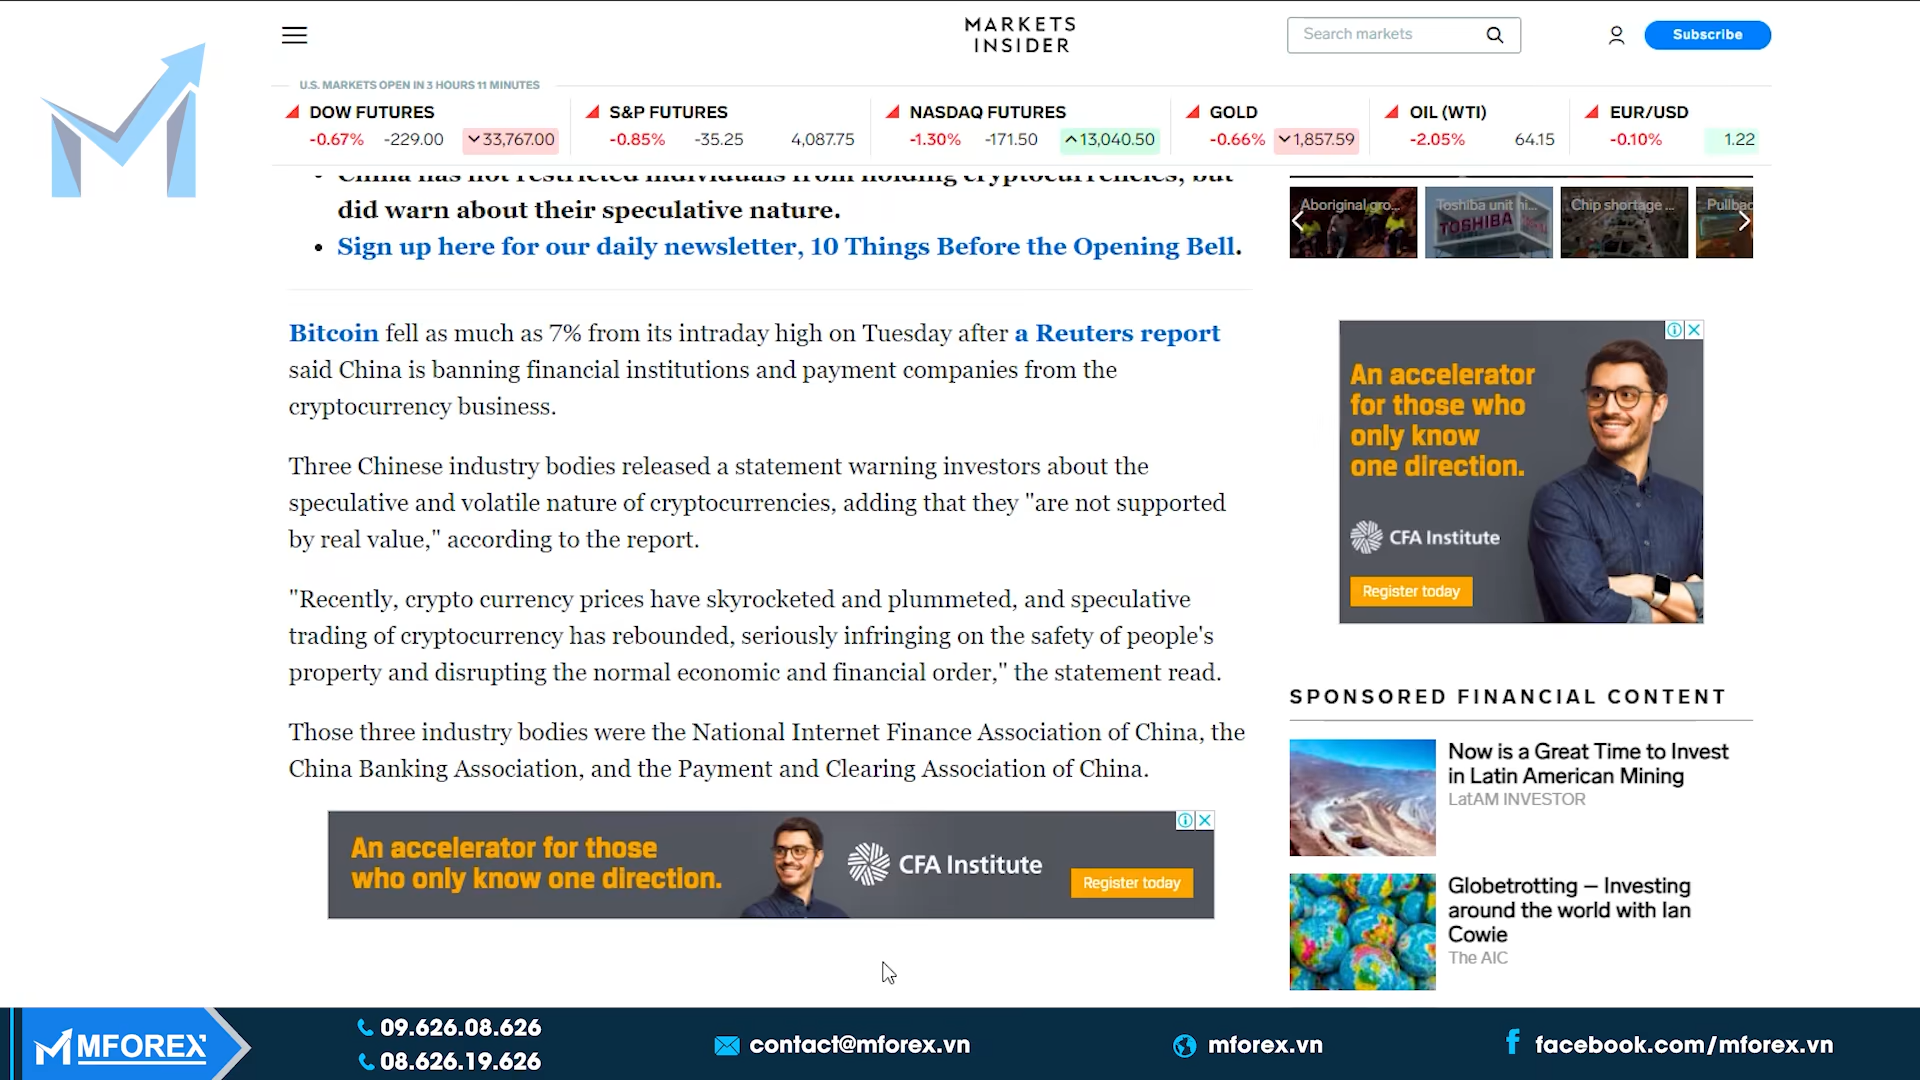 MARKETS
INSIDER
Search markets
Subscribe
U.S. MARKETS OPEN IN 3 HOURS 11 MINUTES
DOW FUTURES
-0.67% -229.00 33,767.00
S&P FUTURES
-0.85% -35.25 4,087.75
NASDAQ FUTURES
-1.30% -171.50 13,040.50
GOLD
-0.66% 1,857.59
OIL (WTI)
-2.05% 64.15
EUR/USD
-0.10% 1.22
China has not restricted individuals from holding cryptocurrencies, but
did warn about their speculative nature.
Sign up here for our daily newsletter, 10 Things Before the Opening Bell.
Aboriginal gro...
Toshiba unit hi...
TOSHIBA
Chip shortage ...
Pullbac
Bitcoin fell as much as 7% from its intraday high on Tuesday after a Reuters report
said China is banning financial institutions and payment companies from the
cryptocurrency business.
Three Chinese industry bodies released a statement warning investors about the
speculative and volatile nature of cryptocurrencies, adding that they "are not supported
by real value," according to the report.
"Recently, crypto currency prices have skyrocketed and plummeted, and speculative
trading of cryptocurrency has rebounded, seriously infringing on the safety of people's
property and disrupting the normal economic and financial order," the statement read.
Those three industry bodies were the National Internet Finance Association of China, the
China Banking Association, and the Payment and Clearing Association of China.
An accelerator for those
who only know one direction.
CFA Institute
Register today
An accelerator
for those who
only know
one direction.
CFA Institute
Register today
SPONSORED FINANCIAL CONTENT
Now is a Great Time to Invest
in Latin American Mining
LatAM INVESTOR
Globetrotting – Investing
around the world with Ian
Cowie
The AIC
MFOREX
09.626.08.626
08.626.19.626
contact@mforex.vn
mforex.vn
facebook.com/mforex.vn